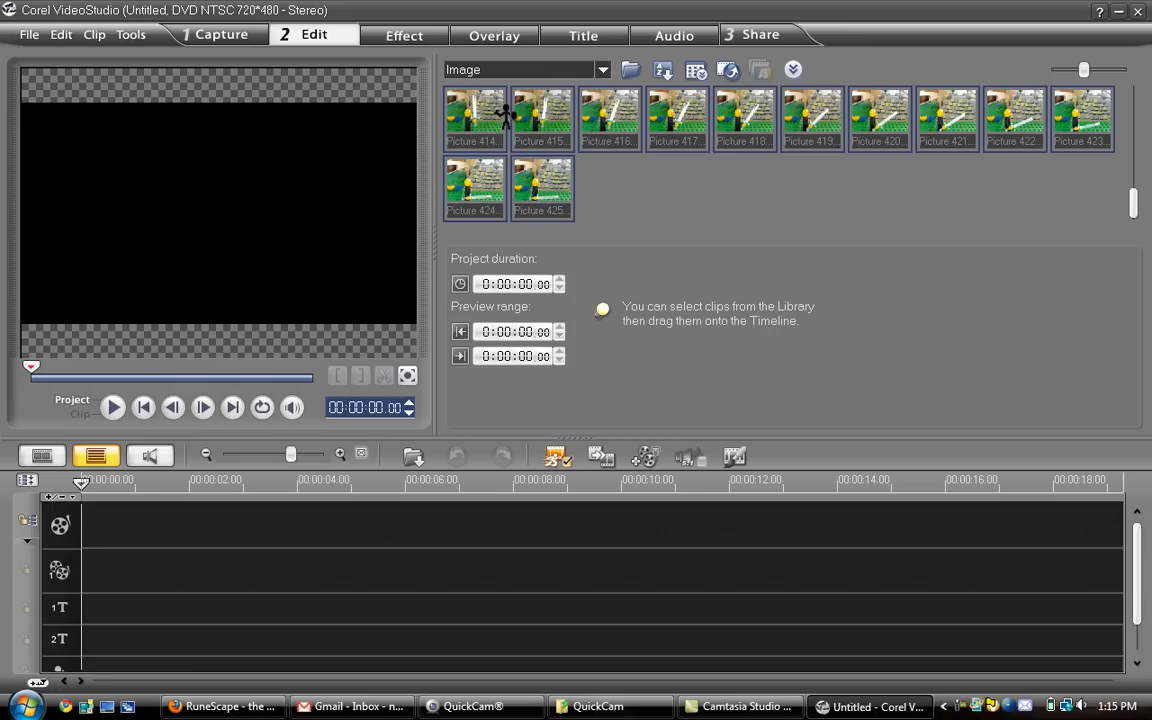 Corel VideoStudio (Untitled, DVD NTSC 720*480 - Stereo)
File Edit Clip Tools
1 Capture
2 Edit
Effect
Overlay
Title
Audio
3 Share
Image
Picture 414...
Picture 415...
Picture 416...
Picture 417...
Picture 418...
Picture 419...
Picture 420...
Picture 421...
Picture 422...
Picture 423...
Picture 424...
Picture 425...
Project duration:
0:00:00.00
Preview range:
0:00:00.00
0:00:00.00
You can select clips from the Library
then drag them onto the Timeline.
Project
Clip
00:00:00.00
00:00:00.00
00:00:02.00
00:00:04.00
00:00:06.00
00:00:08.00
00:00:10.00
00:00:12.00
00:00:14.00
00:00:16.00
00:00:18.00
1
1T
2T
RuneScape - the ...
Gmail - Inbox - n...
QuickCam®
QuickCam
Camtasia Studio ...
Untitled - Corel V...
1:15 PM